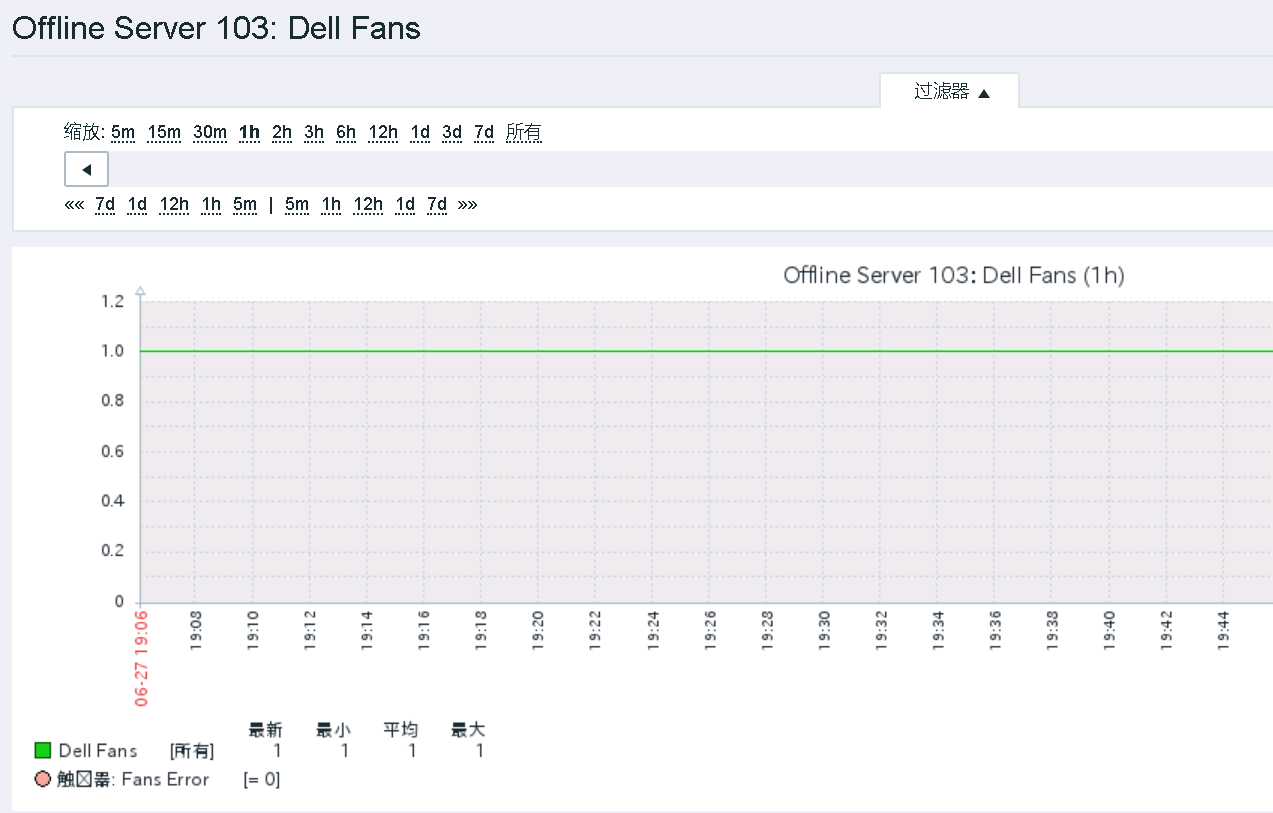 Offline Server 103: Dell Fans
过滤器 ▲
缩放: 5m 15m 30m 1h 2h 3h 6h 12h 1d 3d 7d 所有
◄
«« 7d 1d 12h 1h 5m | 5m 1h 12h 1d 7d »»
Offline Server 103: Dell Fans (1h)
1.2
1.0
0.8
0.6
0.4
0.2
0
06-27 19:06 19:08 19:10 19:12 19:14 19:16 19:18 19:20 19:22 19:24 19:26 19:28 19:30 19:32 19:34 19:36 19:38 19:40 19:42 19:44
最新 最小 平均 最大
Dell Fans [所有] 1 1 1 1
触☒器: Fans Error [= 0]